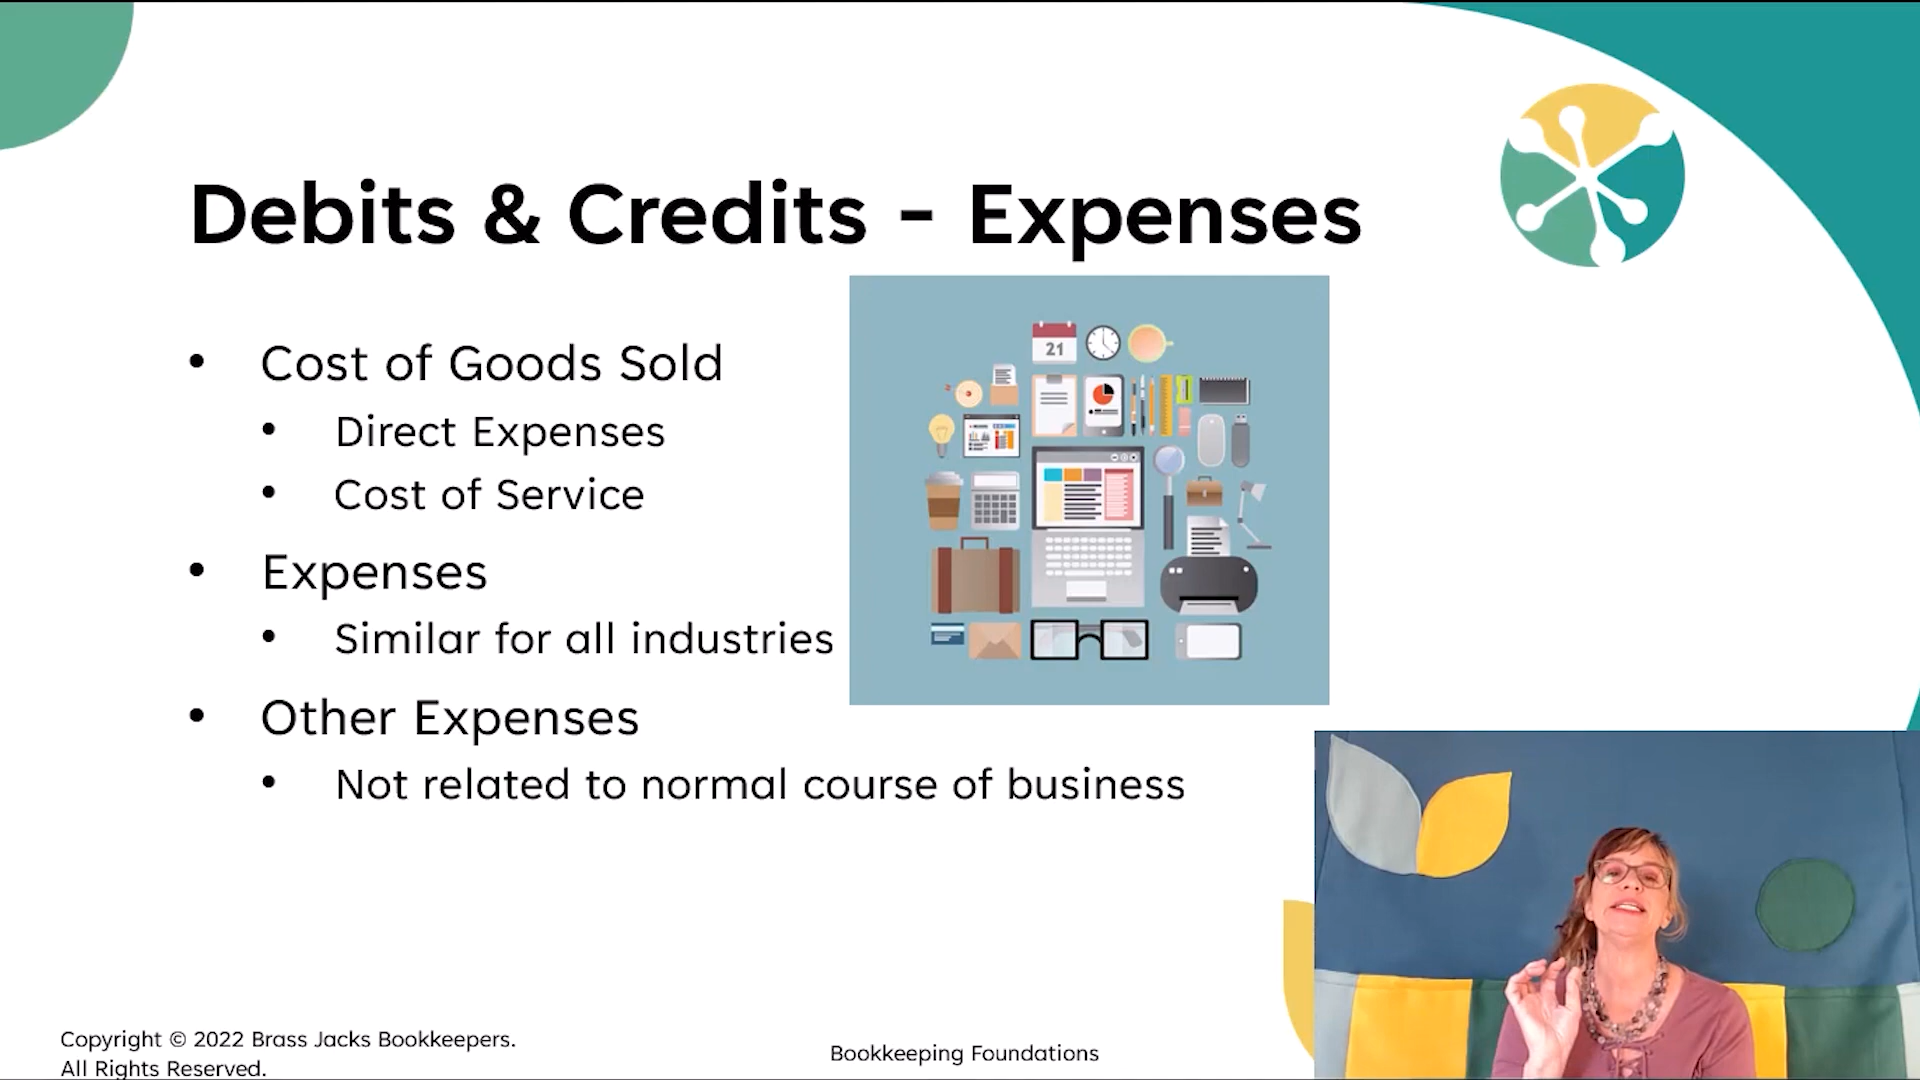 Debits & Credits - Expenses
• Cost of Goods Sold
• Direct Expenses
• Cost of Service
• Expenses
• Similar for all industries
• Other Expenses
• Not related to normal course of business
21
Copyright © 2022 Brass Jacks Bookkeepers.
All Rights Reserved.
Bookkeeping Foundations